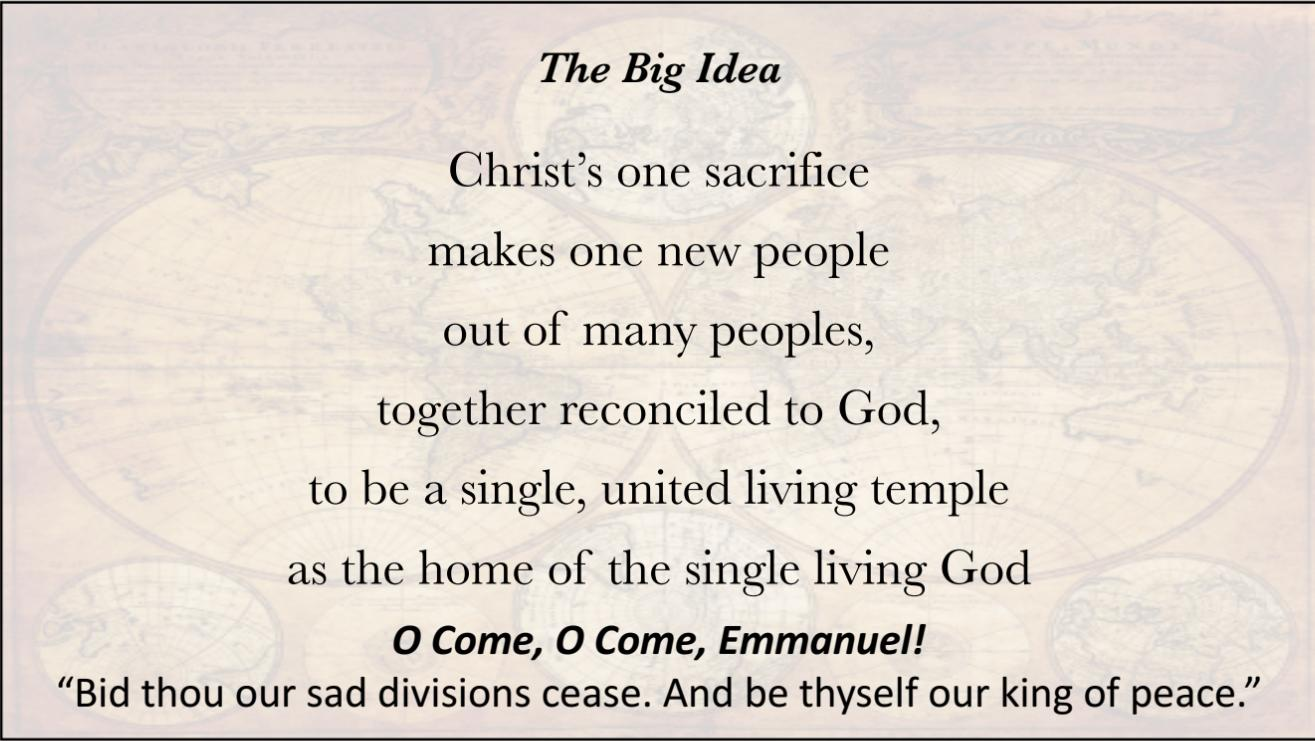 The Big Idea
Christ’s one sacrifice
makes one new people
out of many peoples,
together reconciled to God,
to be a single, united living temple
as the home of the single living God
O Come, O Come, Emmanuel!
“Bid thou our sad divisions cease. And be thyself our king of peace.”